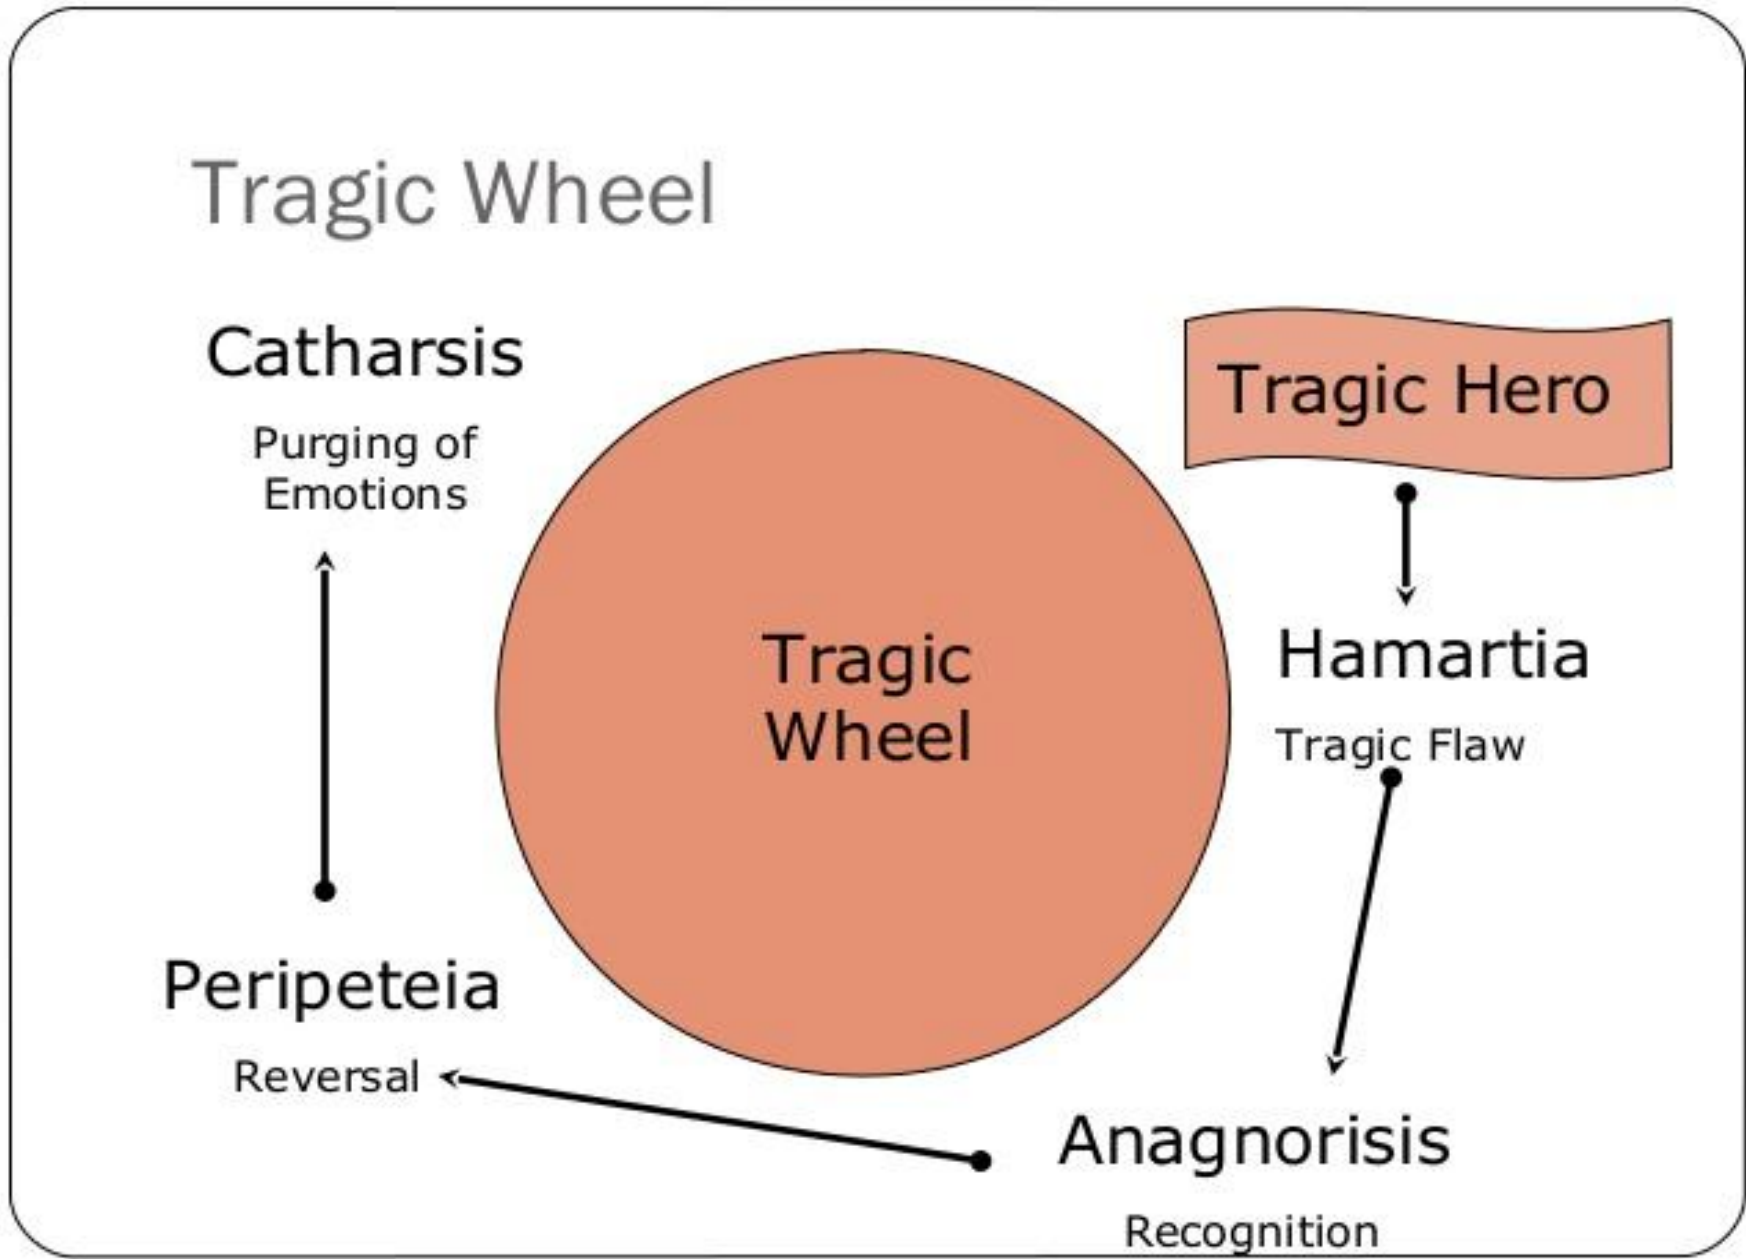 Tragic Wheel
Catharsis
Purging of
Emotions
Tragic Hero
Tragic
Wheel
Hamartia
Tragic Flaw
Peripeteia
Reversal
Anagnorisis
Recognition